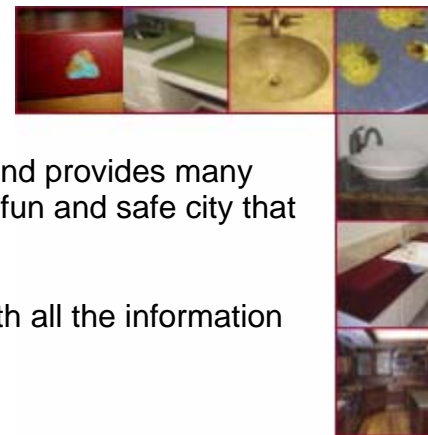 nd provides many
fun and safe city that
th all the information